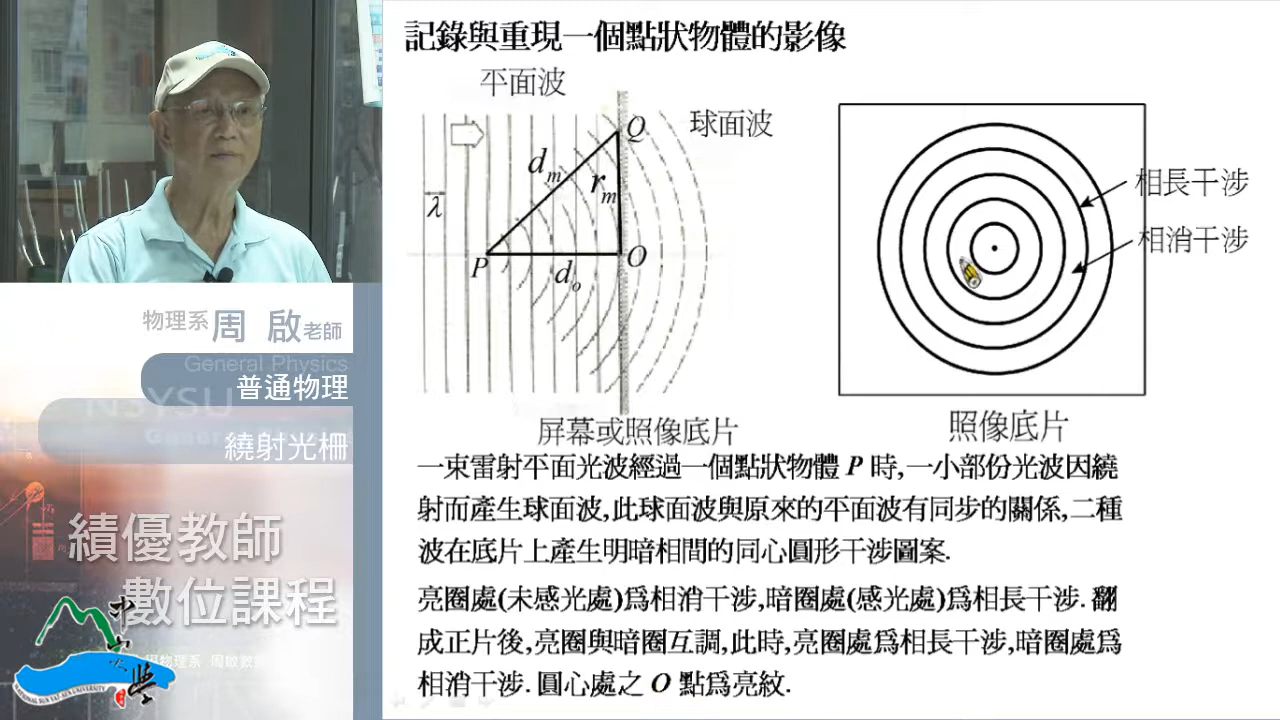 記錄與重現一個點狀物體的影像
平面波
球面波
Q
d_m
r_m
λ
P
d_o
O
屏幕或照像底片
相長干涉
相消干涉
照像底片
一束雷射平面光波經過一個點狀物體 P 時,一小部份光波因繞
射而產生球面波,此球面波與原來的平面波有同步的關係,二種
波在底片上產生明暗相間的同心圓形干涉圖案.
亮圈處(未感光處)爲相消干涉,暗圈處(感光處)爲相長干涉. 翻
成正片後,亮圈與暗圈互調,此時,亮圈處爲相長干涉,暗圈處爲
相消干涉. 圓心處之 O 點爲亮紋.
物理系周 啟老師
General Physics
普通物理
NSYSU
繞射光柵
績優教師
數位課程
NATIONAL SUN YAT-SEN UNIVERSITY